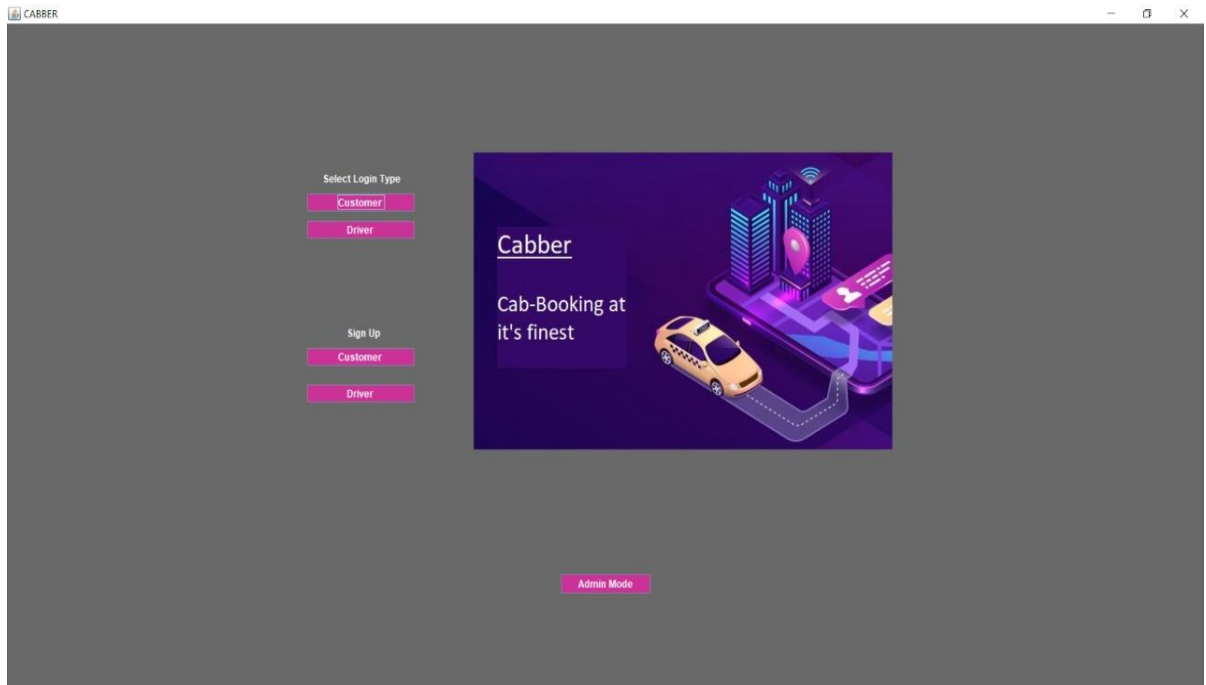 CABBER
Select Login Type
Customer
Driver
Sign Up
Customer
Driver
Cabber
Cab-Booking at
it's finest
Admin Mode